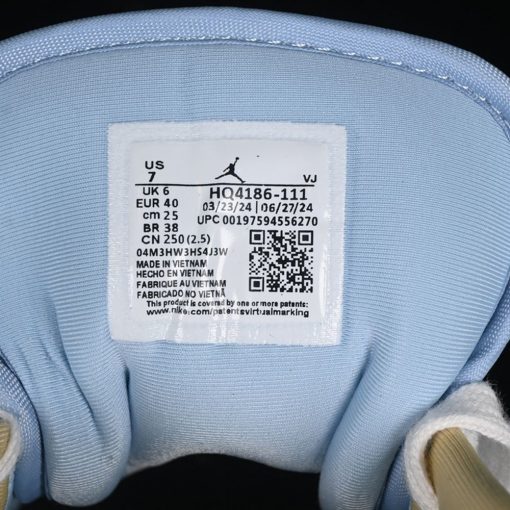 US
7
VJ
UK 6
EUR 40
cm 25
BR 38
CN 250 (2.5)
HQ4186-111
03/23/24 | 06/27/24
UPC 00197594556270
04M3HW3HS4J3W
MADE IN VIETNAM
HECHO EN VIETNAM
FABRIQUE AU VIETNAM
FABRICADO NO VIETNÃ
This product is covered by one or more patents:
www.nike.com/patentsvirtualmarking